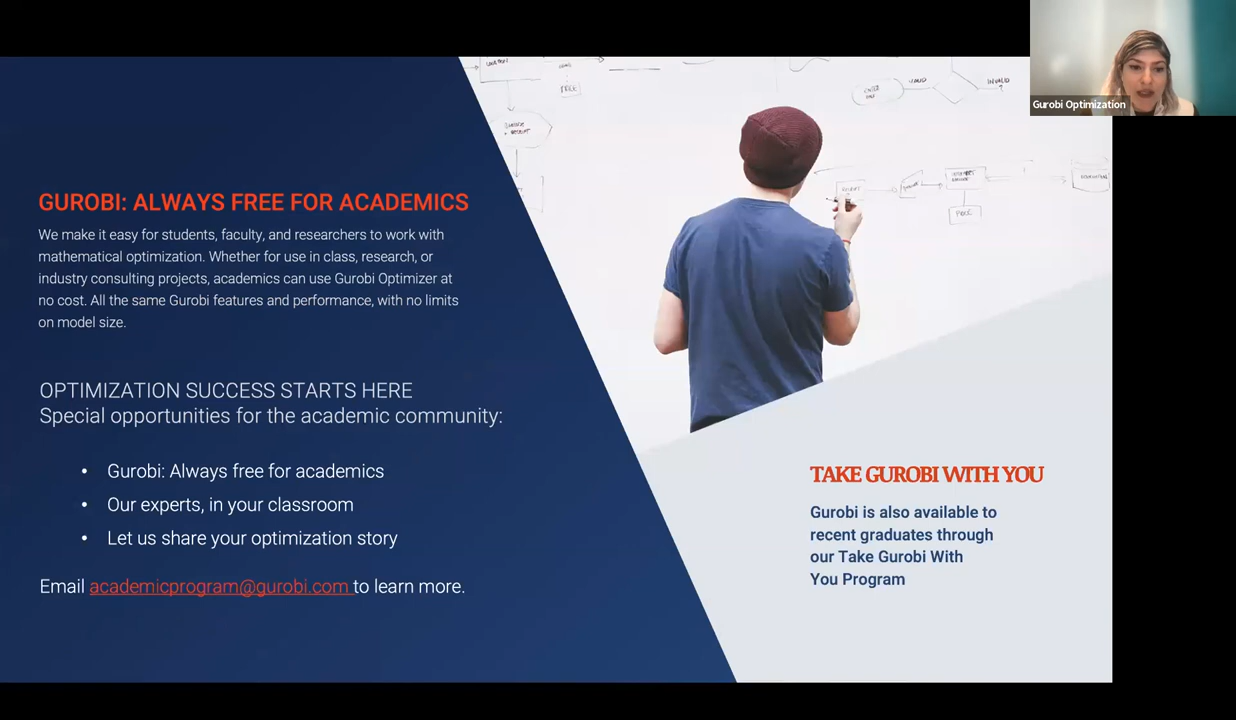 Gurobi Optimization
GUROBI: ALWAYS FREE FOR ACADEMICS
We make it easy for students, faculty, and researchers to work with
mathematical optimization. Whether for use in class, research, or
industry consulting projects, academics can use Gurobi Optimizer at
no cost. All the same Gurobi features and performance, with no limits
on model size.
OPTIMIZATION SUCCESS STARTS HERE
Special opportunities for the academic community:
• Gurobi: Always free for academics
• Our experts, in your classroom
• Let us share your optimization story
Email academicprogram@gurobi.com to learn more.
TAKE GUROBI WITH YOU
Gurobi is also available to
recent graduates through
our Take Gurobi With
You Program